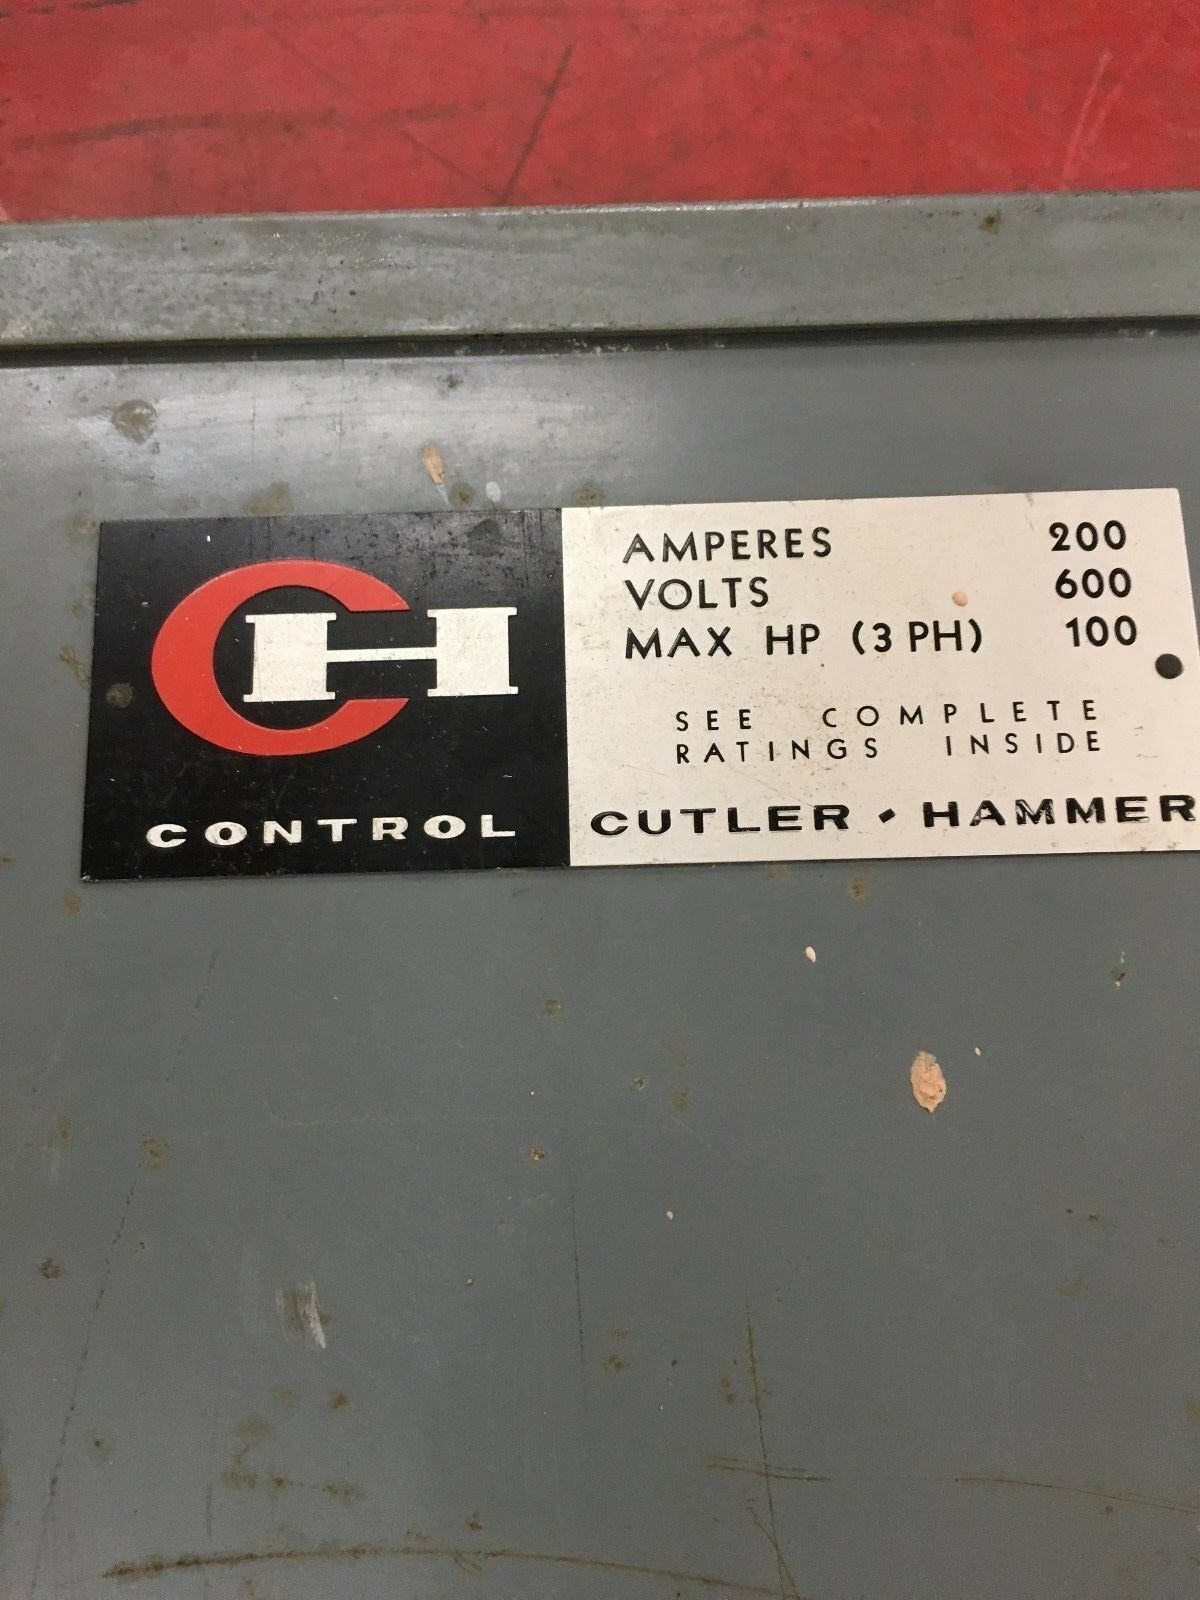 CH
CONTROL
AMPERES 200
VOLTS 600
MAX HP (3 PH) 100
SEE COMPLETE
RATINGS INSIDE
CUTLER • HAMMER